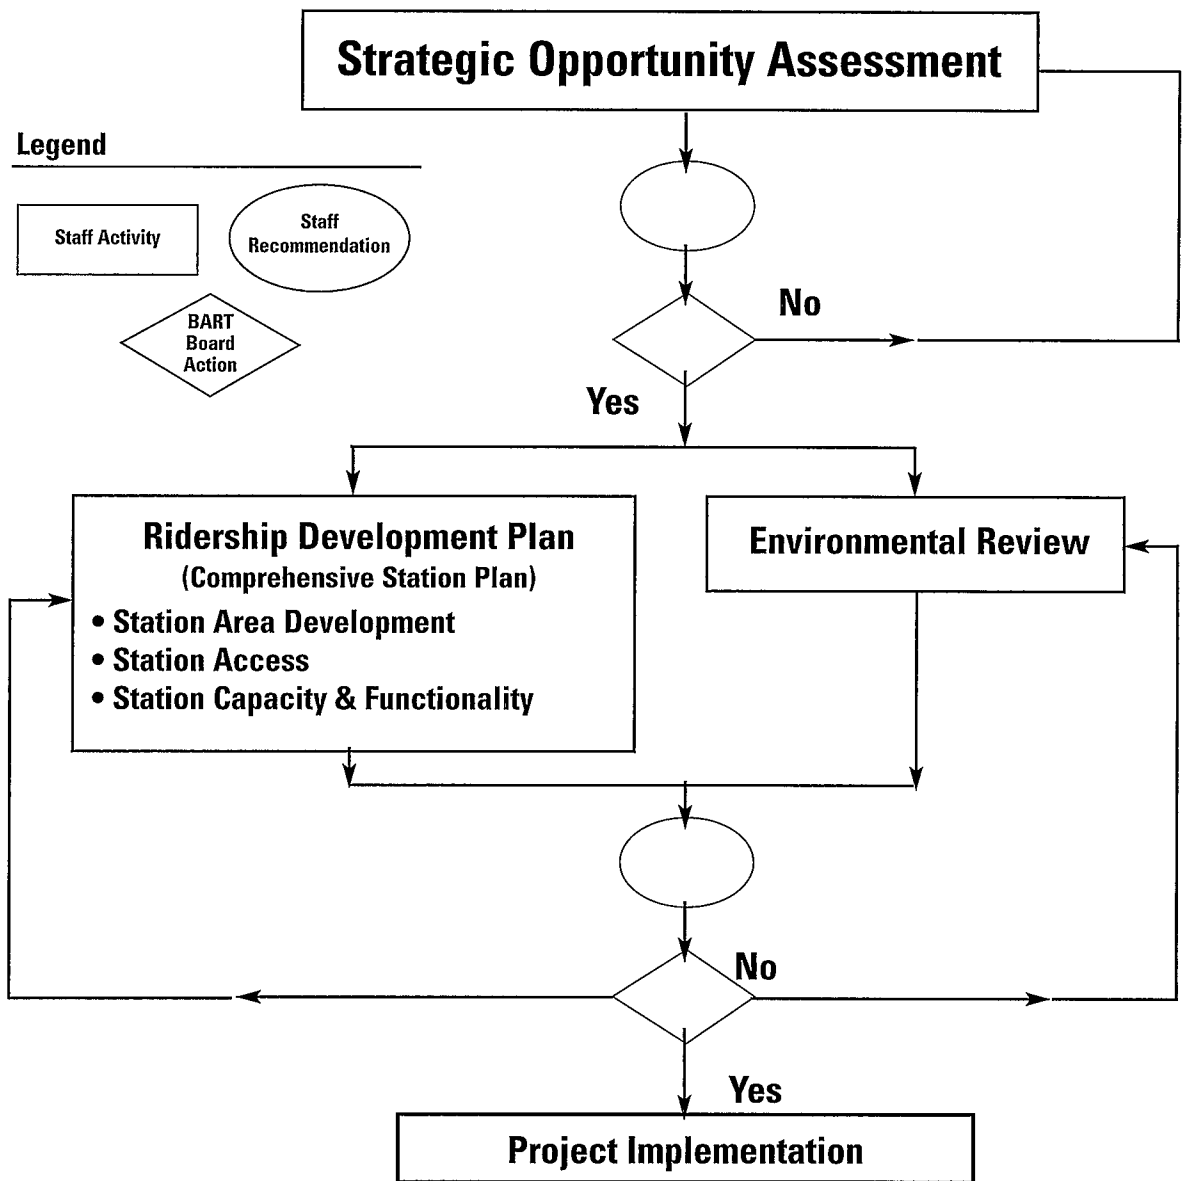 Strategic Opportunity Assessment
Legend
Staff Activity
Staff
Recommendation
BART
Board
Action
No
Yes
Ridership Development Plan
(Comprehensive Station Plan)
• Station Area Development
• Station Access
• Station Capacity & Functionality
Environmental Review
No
Yes
Project Implementation